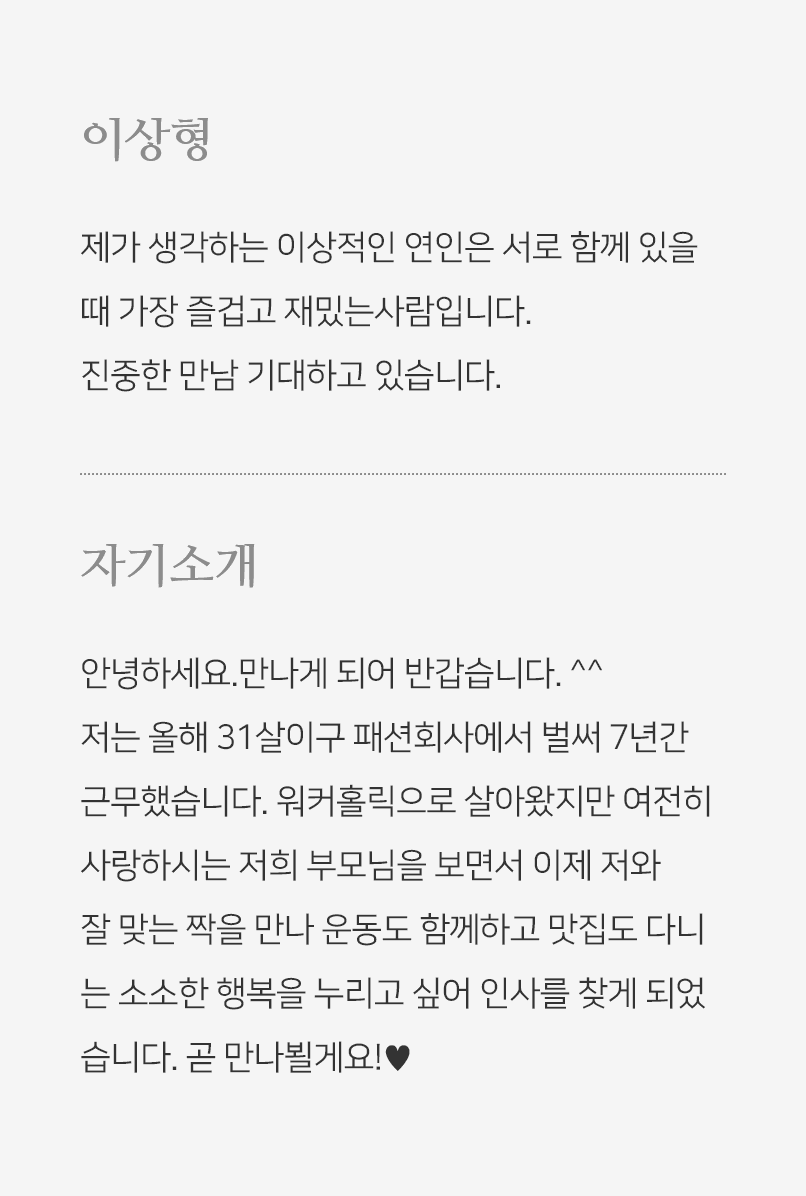 이상형
제가 생각하는 이상적인 연인은 서로 함께 있을
때 가장 즐겁고 재밌는사람입니다.
진중한 만남 기대하고 있습니다.
자기소개
안녕하세요.만나게 되어 반갑습니다. ^^
저는 올해 31살이구 패션회사에서 벌써 7년간
근무했습니다. 워커홀릭으로 살아왔지만 여전히
사랑하시는 저희 부모님을 보면서 이제 저와
잘 맞는 짝을 만나 운동도 함께하고 맛집도 다니
는 소소한 행복을 누리고 싶어 인사를 찾게 되었
습니다. 곧 만나뵐게요!♥